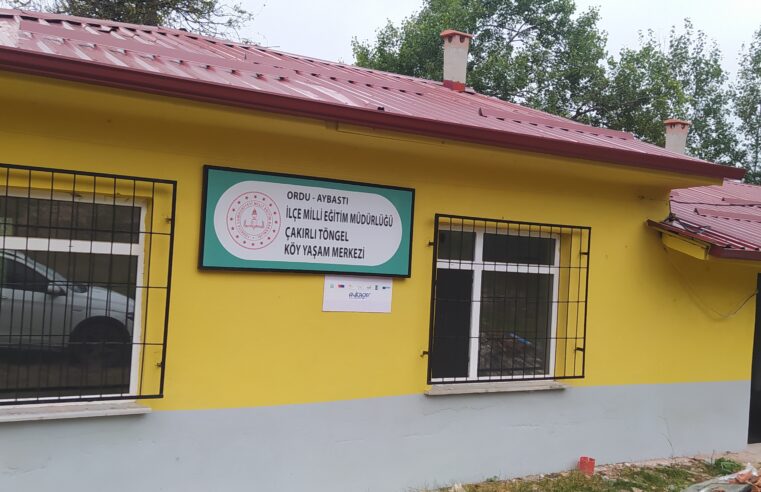 ORDU - AYBASTI
İLÇE MİLLİ EĞİTİM MÜDÜRLÜĞÜ
ÇAKIRLI TÖNGEL
KÖY YAŞAM MERKEZİ